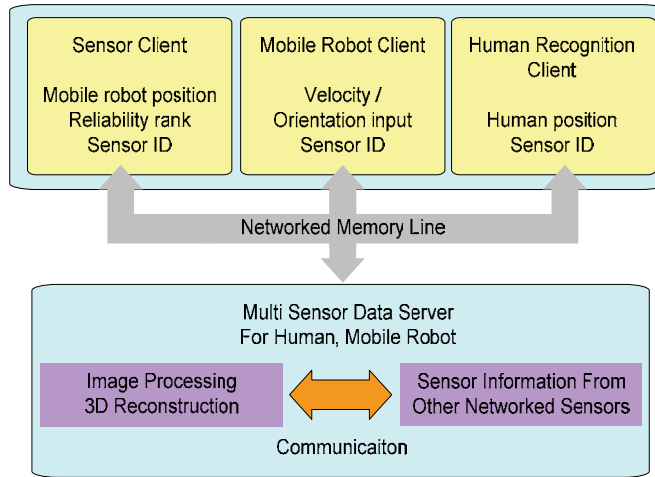 Sensor Client
Mobile robot position
Reliability rank
Sensor ID
Mobile Robot Client
Velocity /
Orientation input
Sensor ID
Human Recognition
Client
Human position
Sensor ID
Networked Memory Line
Multi Sensor Data Server
For Human, Mobile Robot
Image Processing
3D Reconstruction
Sensor Information From
Other Networked Sensors
Communicaiton